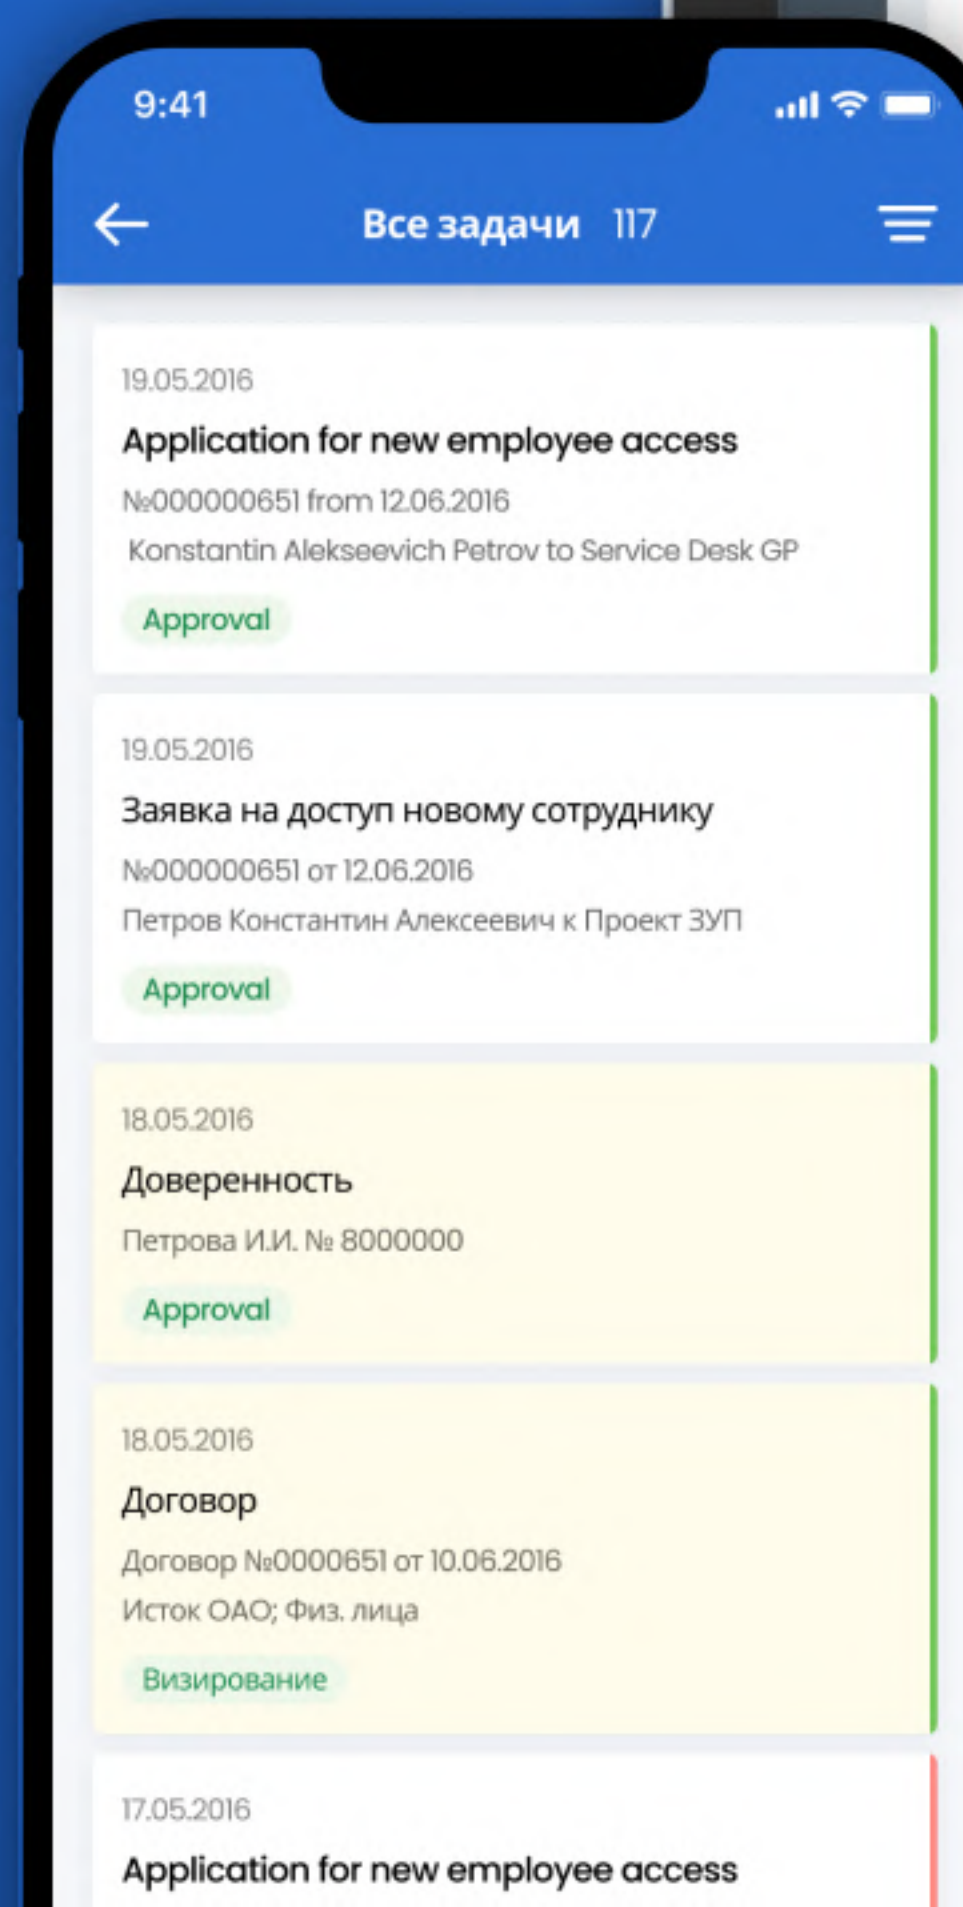 9:41
Все задачи 117
19.05.2016
Application for new employee access
№000000651 from 12.06.2016
Konstantin Alekseevich Petrov to Service Desk GP
Approval
19.05.2016
Заявка на доступ новому сотруднику
№000000651 от 12.06.2016
Петров Константин Алексеевич к Проект ЗУП
Approval
18.05.2016
Доверенность
Петрова И.И. № 8000000
Approval
18.05.2016
Договор
Договор №0000651 от 10.06.2016
Исток ОАО; Физ. лица
Визирование
17.05.2016
Application for new employee access